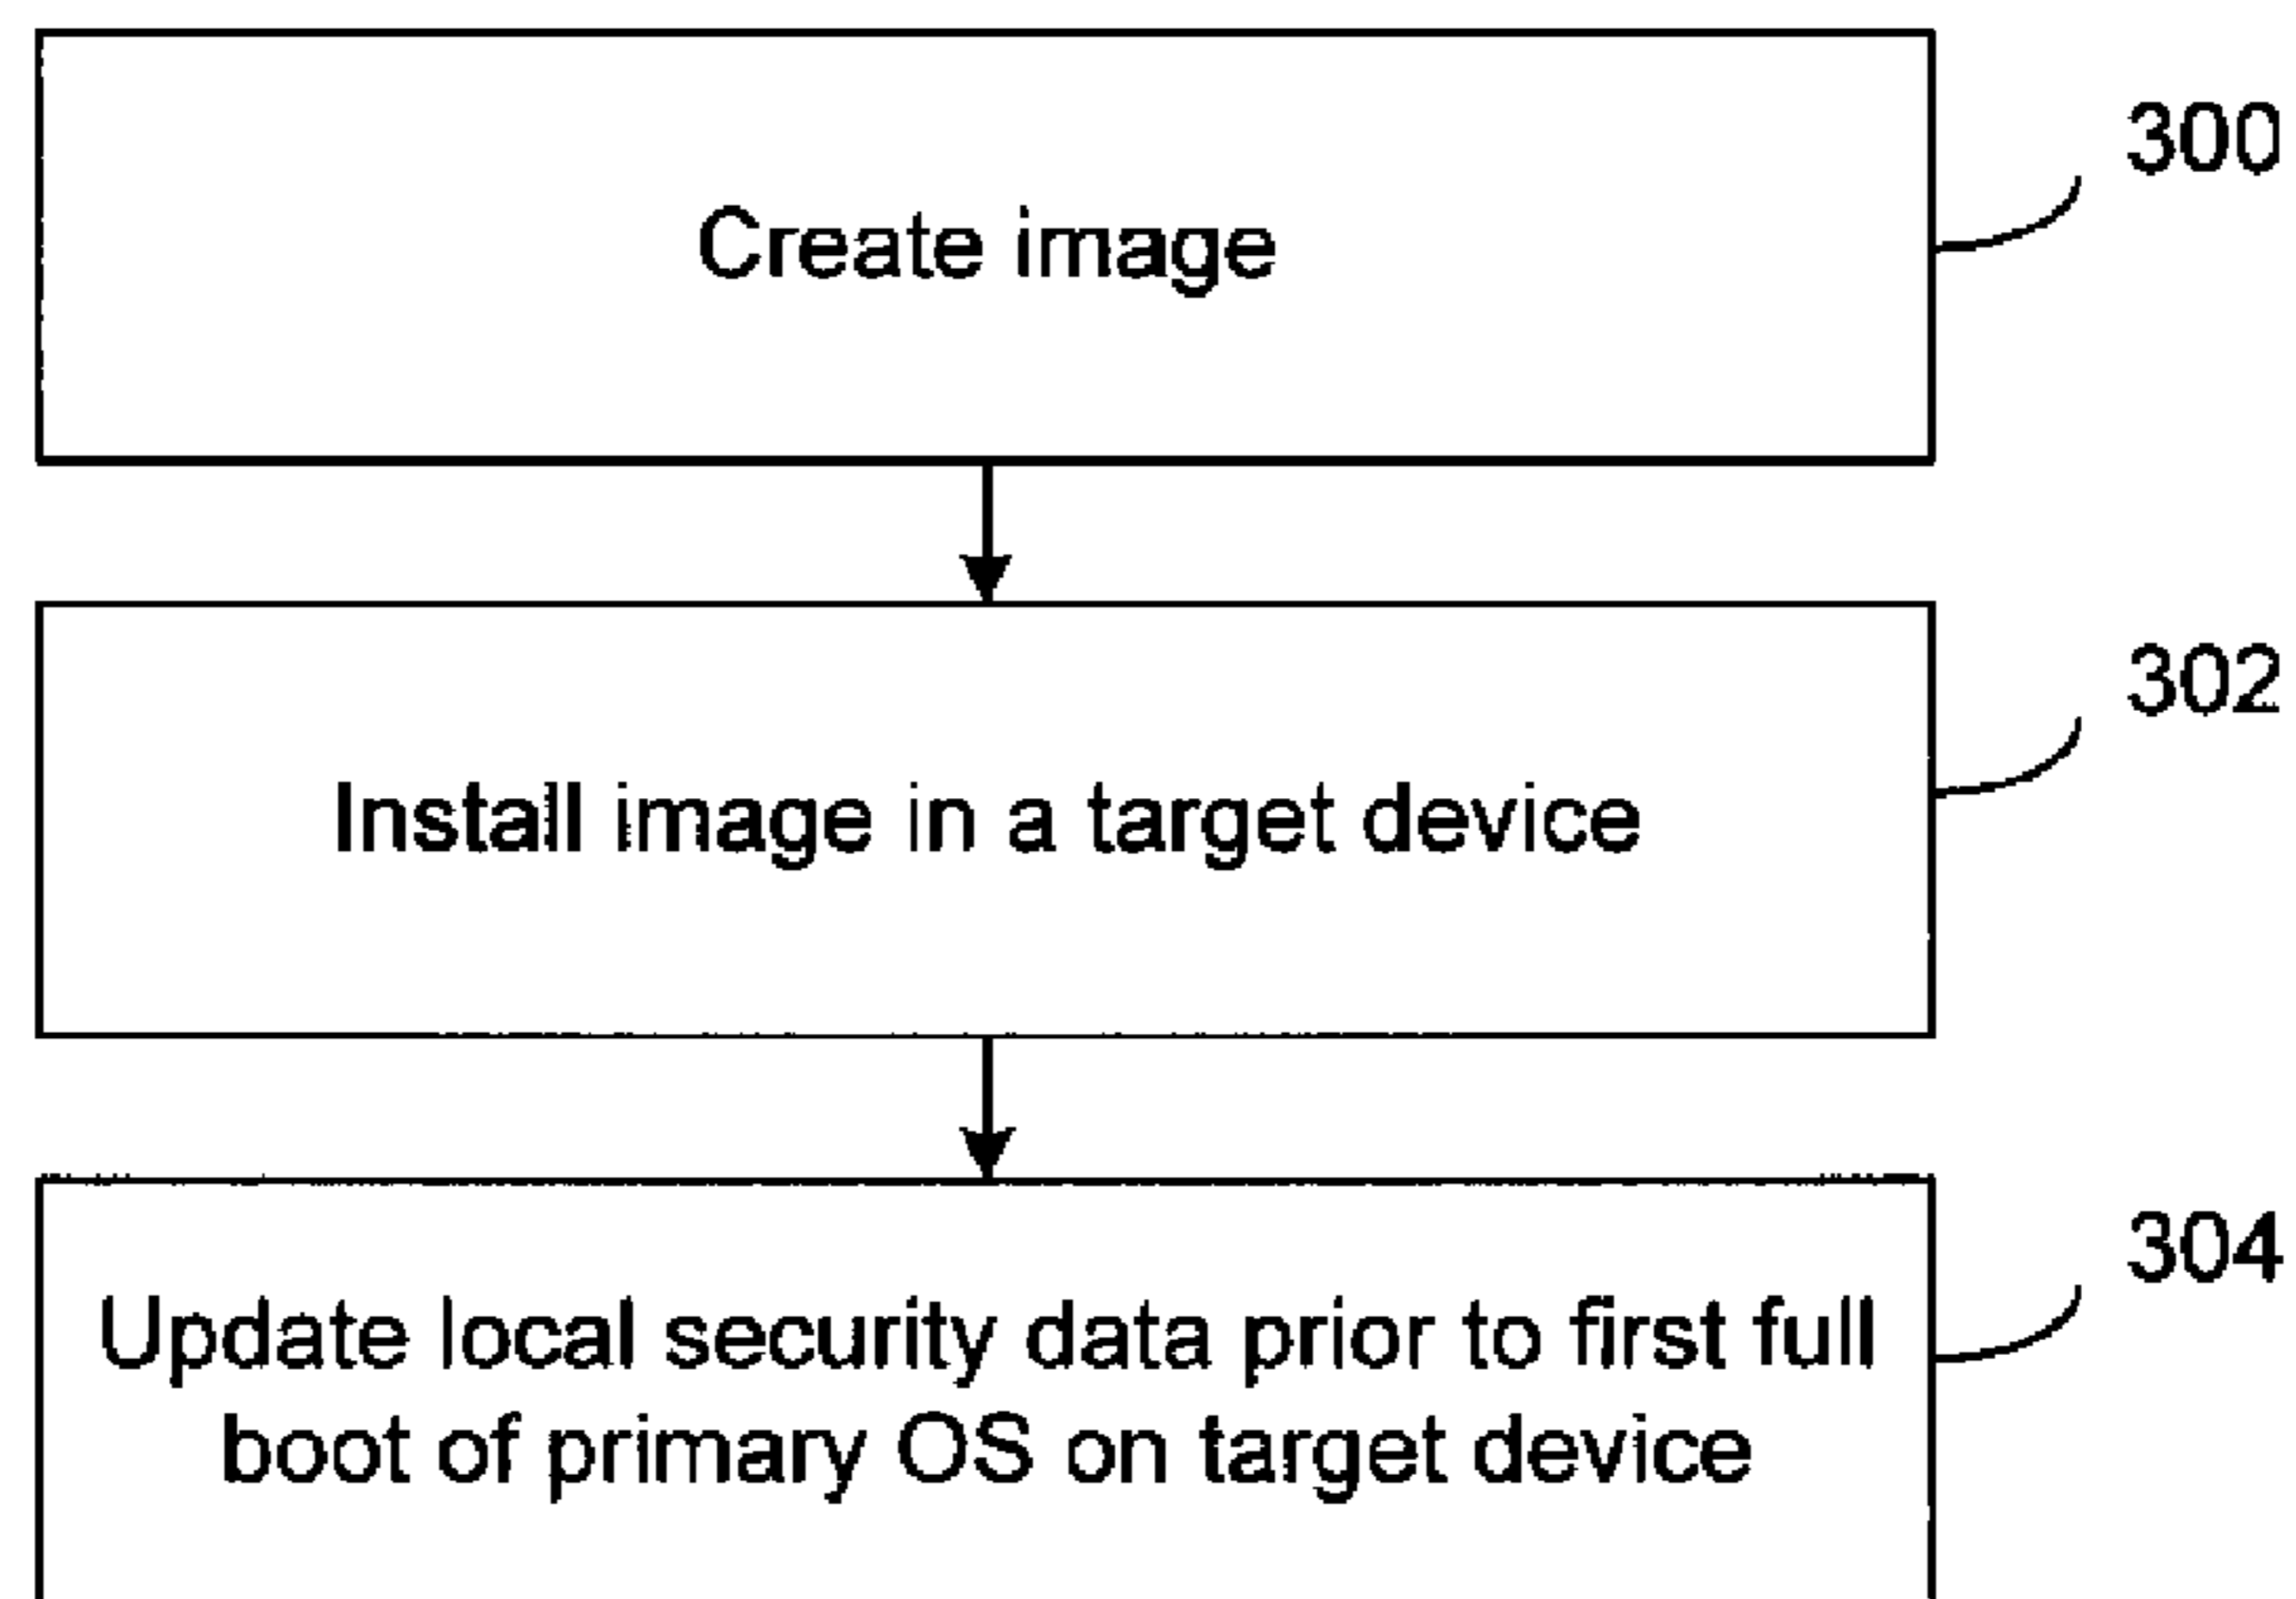 Create image
300
Install image in a target device
302
Update local security data prior to first full
boot of primary OS on target device
304